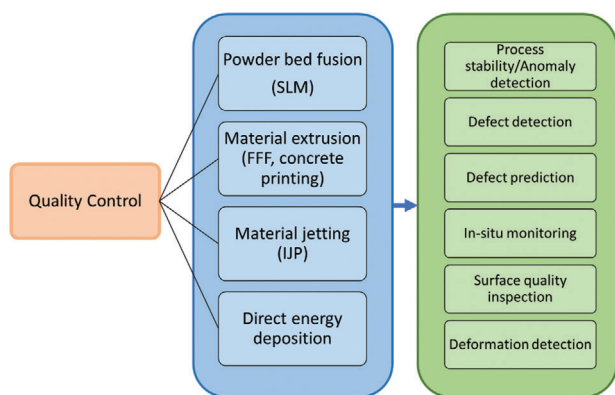 Quality Control
Powder bed fusion
(SLM)
Material extrusion
(FFF, concrete
printing)
Material jetting
(IJP)
Direct energy
deposition
Process
stability/Anomaly
detection
Defect detection
Defect prediction
In-situ monitoring
Surface quality
inspection
Deformation detection